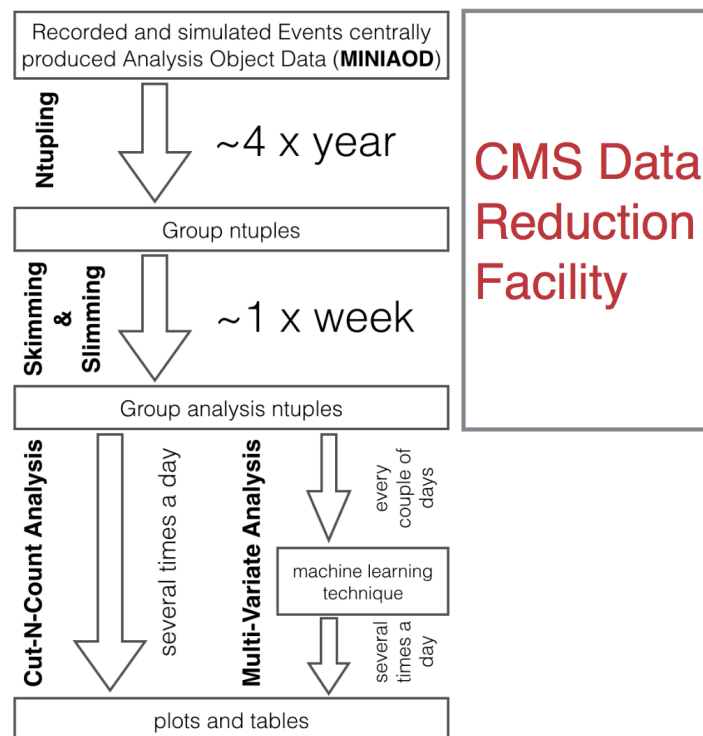 Recorded and simulated Events centrally
produced Analysis Object Data (MINIAOD)
Ntupling
~4 x year
CMS Data
Reduction
Facility
Group ntuples
Skimming
&
Slimming
~1 x week
Group analysis ntuples
Cut-N-Count Analysis
several times a day
Multi-Variate Analysis
every
couple of
days
machine learning
technique
several
times a
day
plots and tables